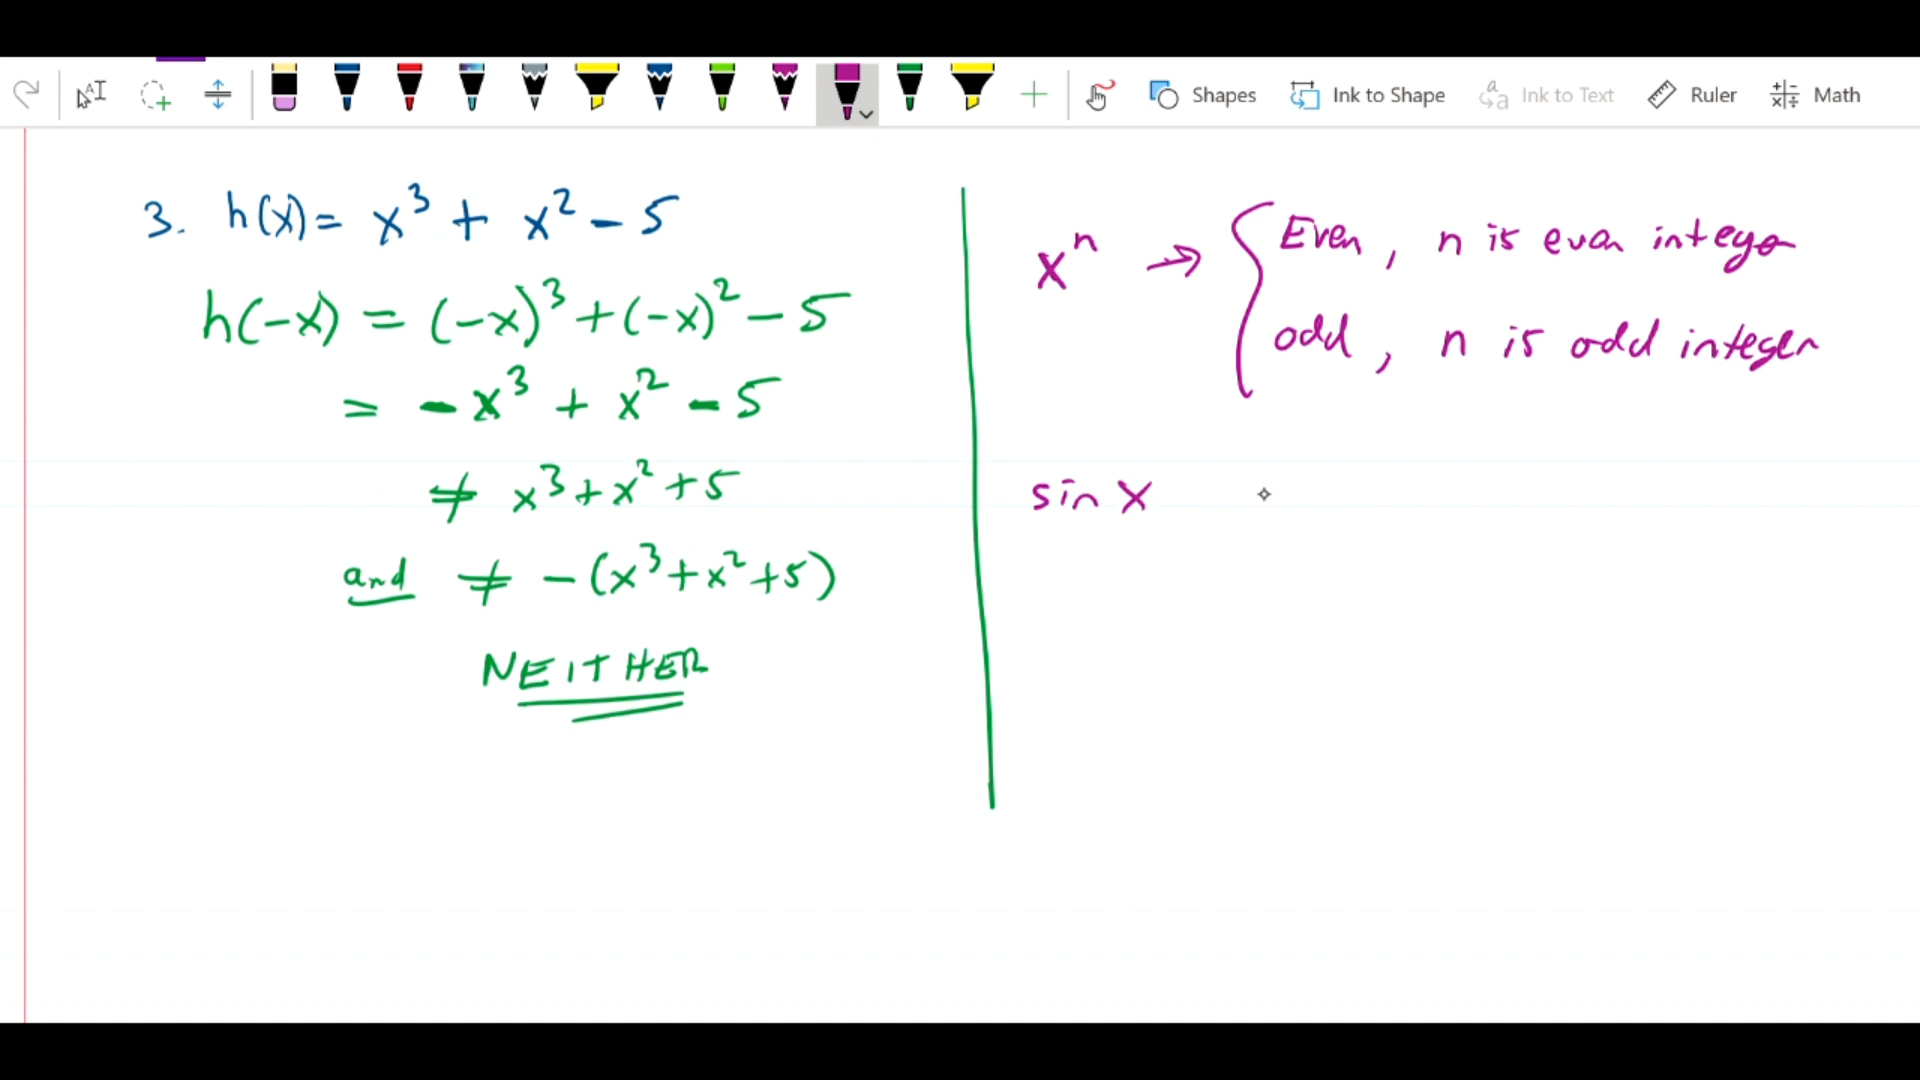 AI Shapes Ink to Shape Ink to Text Ruler Math
3. h(x) = x³ + x² - 5
h(-x) = (-x)³ + (-x)² - 5
= -x³ + x² - 5
≠ x³ + x² + 5
and ≠ -(x³ + x² + 5)
NEITHER
xⁿ → { Even, n is even integer
odd, n is odd integer
sin x